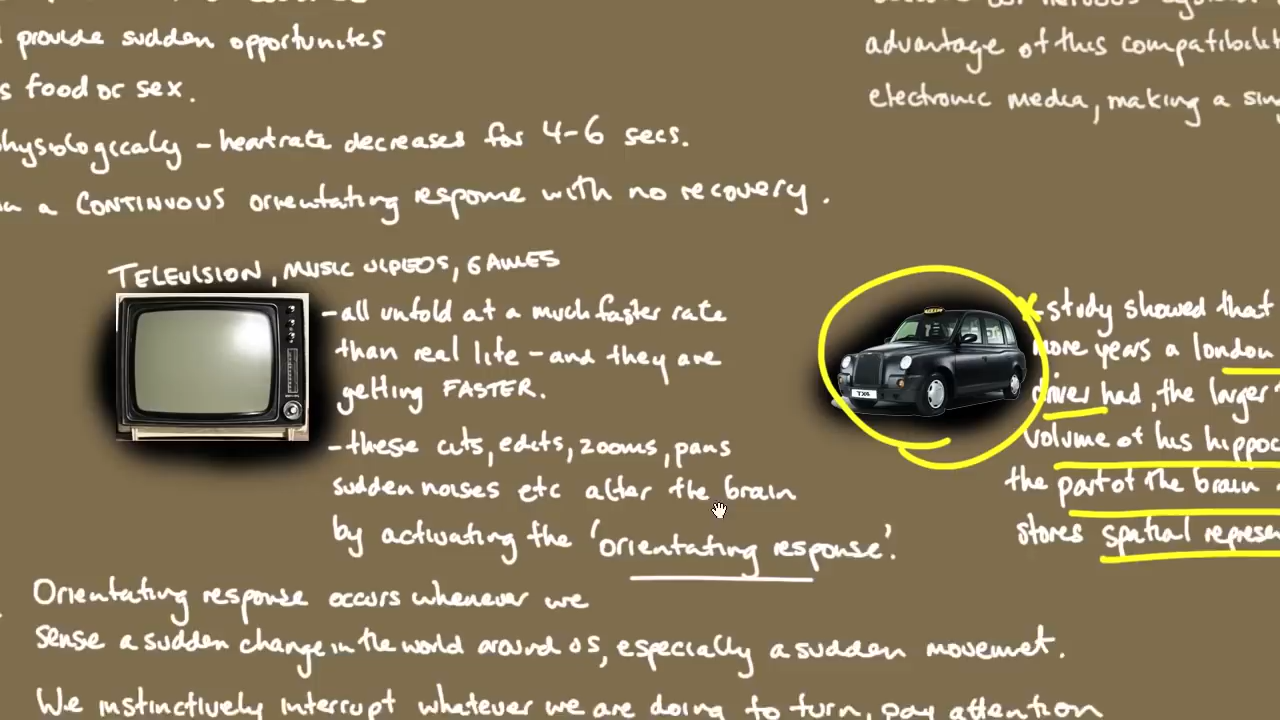 provide sudden opportunites
s food or sex.
hysiologically - heartrate decreases for 4-6 secs.
a CONTINUOUS orientating response with no recovery.
advantage of this compatibili
electronic media, making a sin
TELEVISION, MUSIC VIDEOS, GAMES
- all unfold at a much faster rate
than real life - and they are
getting FASTER.
- these cuts, edits, zooms, pans
sudden noises etc alter the brain
by activating the 'orientating response'.
study showed that
more years a london
driver had, the larger
volume of his hippoc
the part of the brain
stores spatial represen
TX4
Orientating response occurs whenever we
sense a sudden change in the world around us, especially a sudden movemet.
We instinctively interrupt whatever we are doing to turn, pay attention